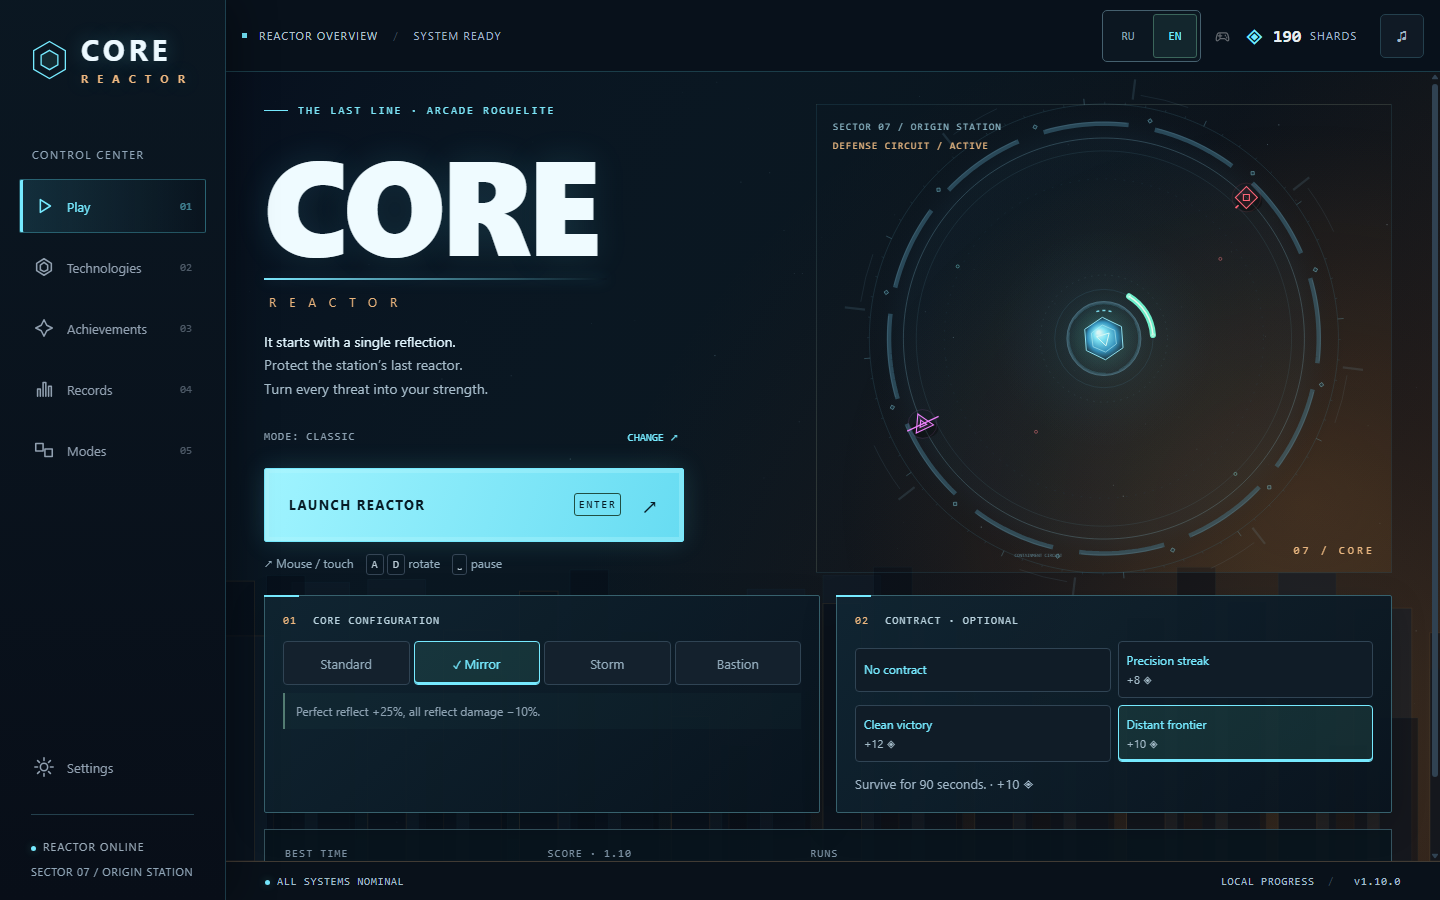 CORE
REACTOR
CONTROL CENTER
Play 01
Technologies 02
Achievements 03
Records 04
Modes 05
Settings
REACTOR ONLINE
SECTOR 07 / ORIGIN STATION
REACTOR OVERVIEW / SYSTEM READY
RU EN 190 SHARDS
THE LAST LINE · ARCADE ROGUELITE
CORE
REACTOR
It starts with a single reflection.
Protect the station’s last reactor.
Turn every threat into your strength.
MODE: CLASSIC CHANGE ↗
LAUNCH REACTOR ENTER ↗
↗ Mouse / touch A D rotate ␣ pause
SECTOR 07 / ORIGIN STATION
DEFENSE CIRCUIT / ACTIVE
07 / CORE
01 CORE CONFIGURATION
Standard ✓ Mirror Storm Bastion
Perfect reflect +25%, all reflect damage −10%.
02 CONTRACT · OPTIONAL
No contract
Precision streak
+8 ◈
Clean victory
+12 ◈
Distant frontier
+10 ◈
Survive for 90 seconds. · +10 ◈
BEST TIME SCORE · 1.10 RUNS
ALL SYSTEMS NOMINAL
LOCAL PROGRESS / v1.10.0